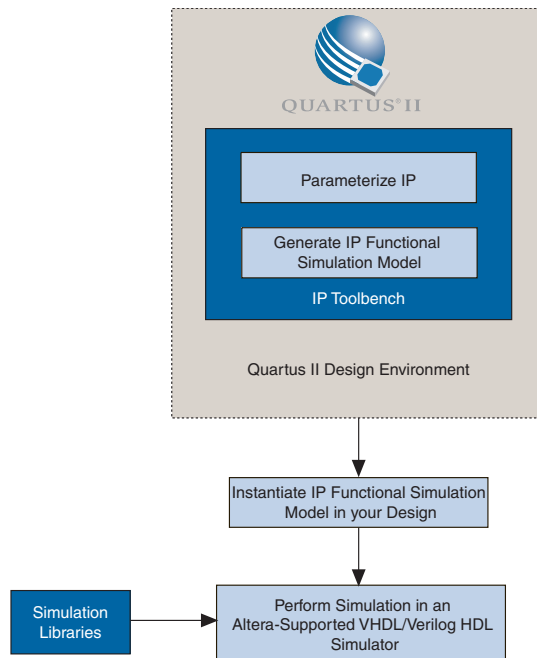 QUARTUS® II
Parameterize IP
Generate IP Functional
Simulation Model
IP Toolbench
Quartus II Design Environment
Instantiate IP Functional Simulation
Model in your Design
Simulation
Libraries
Perform Simulation in an
Altera-Supported VHDL/Verilog HDL
Simulator